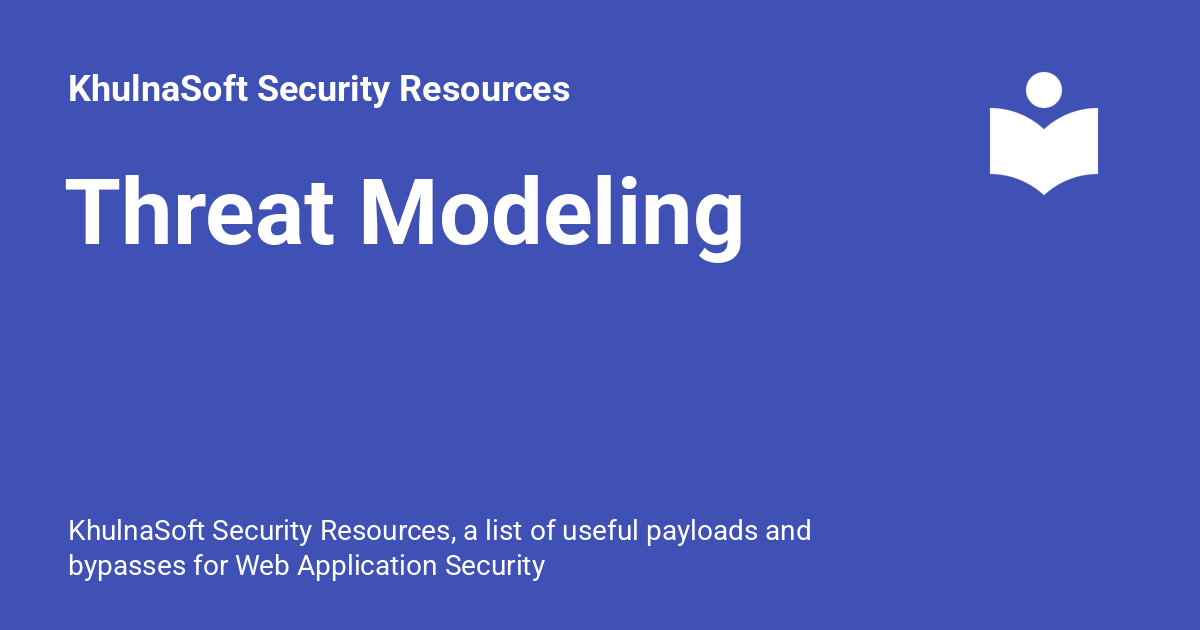 KhulnaSoft Security Resources
Threat Modeling
KhulnaSoft Security Resources, a list of useful payloads and
bypasses for Web Application Security